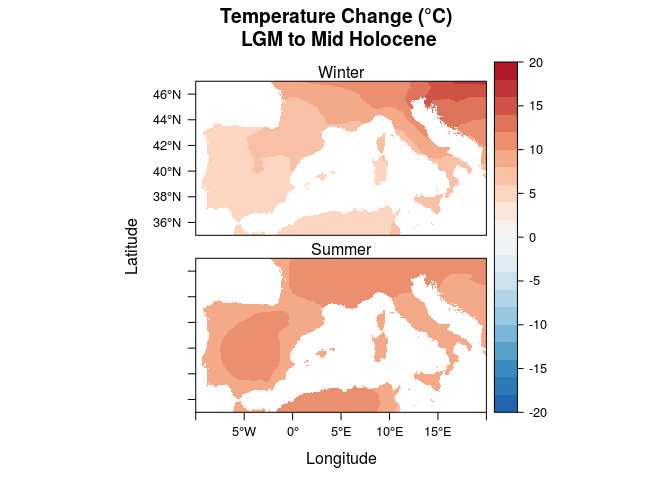 Temperature Change (°C)
LGM to Mid Holocene
Winter
46°N
44°N
42°N
40°N
38°N
36°N
Summer
5°W 0° 5°E 10°E 15°E
Longitude
Latitude
20
15
10
5
0
-5
-10
-15
-20